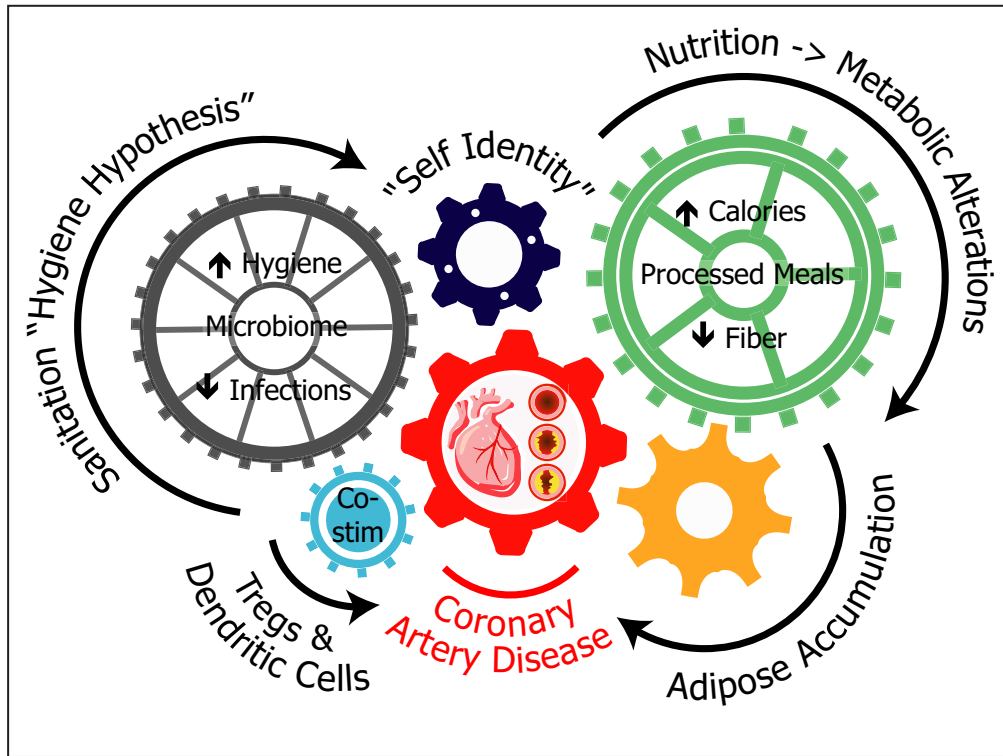 Sanitation “Hygiene Hypothesis”
Hygiene
Microbiome
Infections
"Self Identity”
Nutrition -> Metabolic Alterations
Calories
Processed Meals
Fiber
Co-
stim
Tregs &
Dendritic Cells
Coronary
Artery Disease
Adipose Accumulation